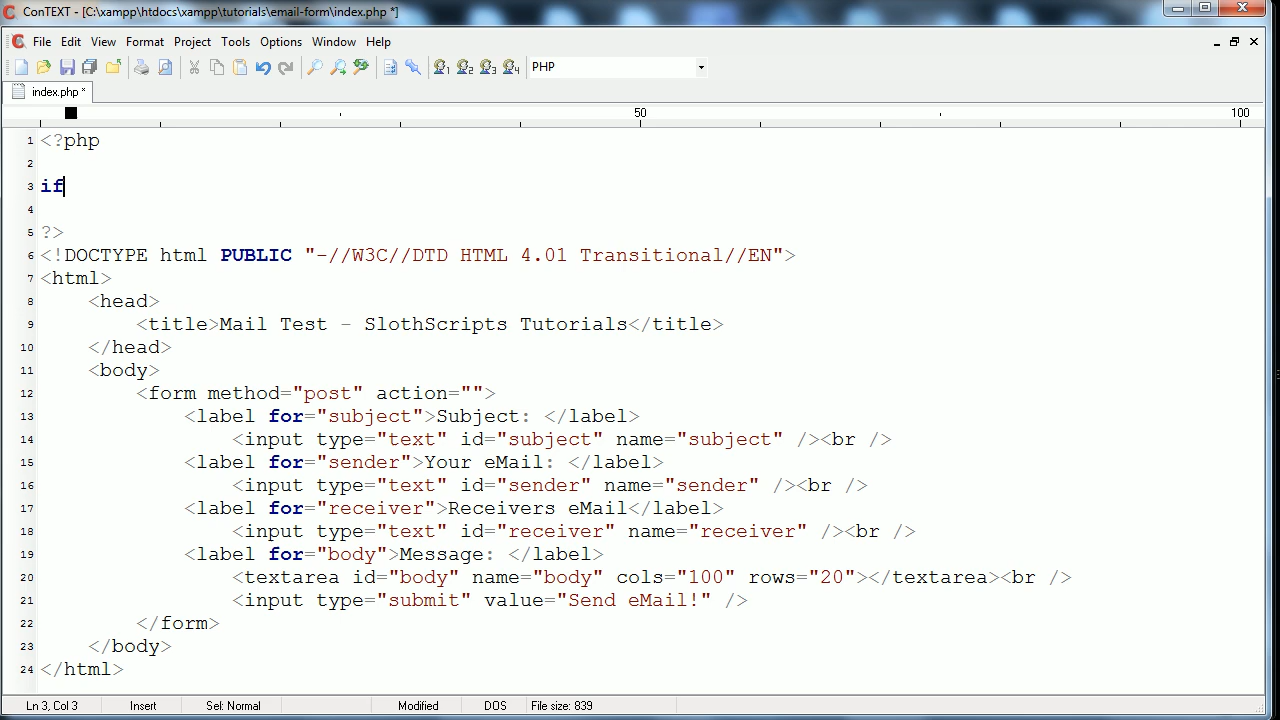 ConTEXT - [C:\xampp\htdocs\xampp\tutorials\email-form\index.php *]
File Edit View Format Project Tools Options Window Help
PHP
index.php *
50 100
1 <?php
2
3 if
4
5 ?>
6 <!DOCTYPE html PUBLIC "-//W3C//DTD HTML 4.01 Transitional//EN">
7 <html>
8 <head>
9 <title>Mail Test - SlothScripts Tutorials</title>
10 </head>
11 <body>
12 <form method="post" action="">
13 <label for="subject">Subject: </label>
14 <input type="text" id="subject" name="subject" /><br />
15 <label for="sender">Your eMail: </label>
16 <input type="text" id="sender" name="sender" /><br />
17 <label for="receiver">Receivers eMail</label>
18 <input type="text" id="receiver" name="receiver" /><br />
19 <label for="body">Message: </label>
20 <textarea id="body" name="body" cols="100" rows="20"></textarea><br />
21 <input type="submit" value="Send eMail!" />
22 </form>
23 </body>
24 </html>
Ln 3, Col 3 Insert Sel: Normal Modified DOS File size: 839